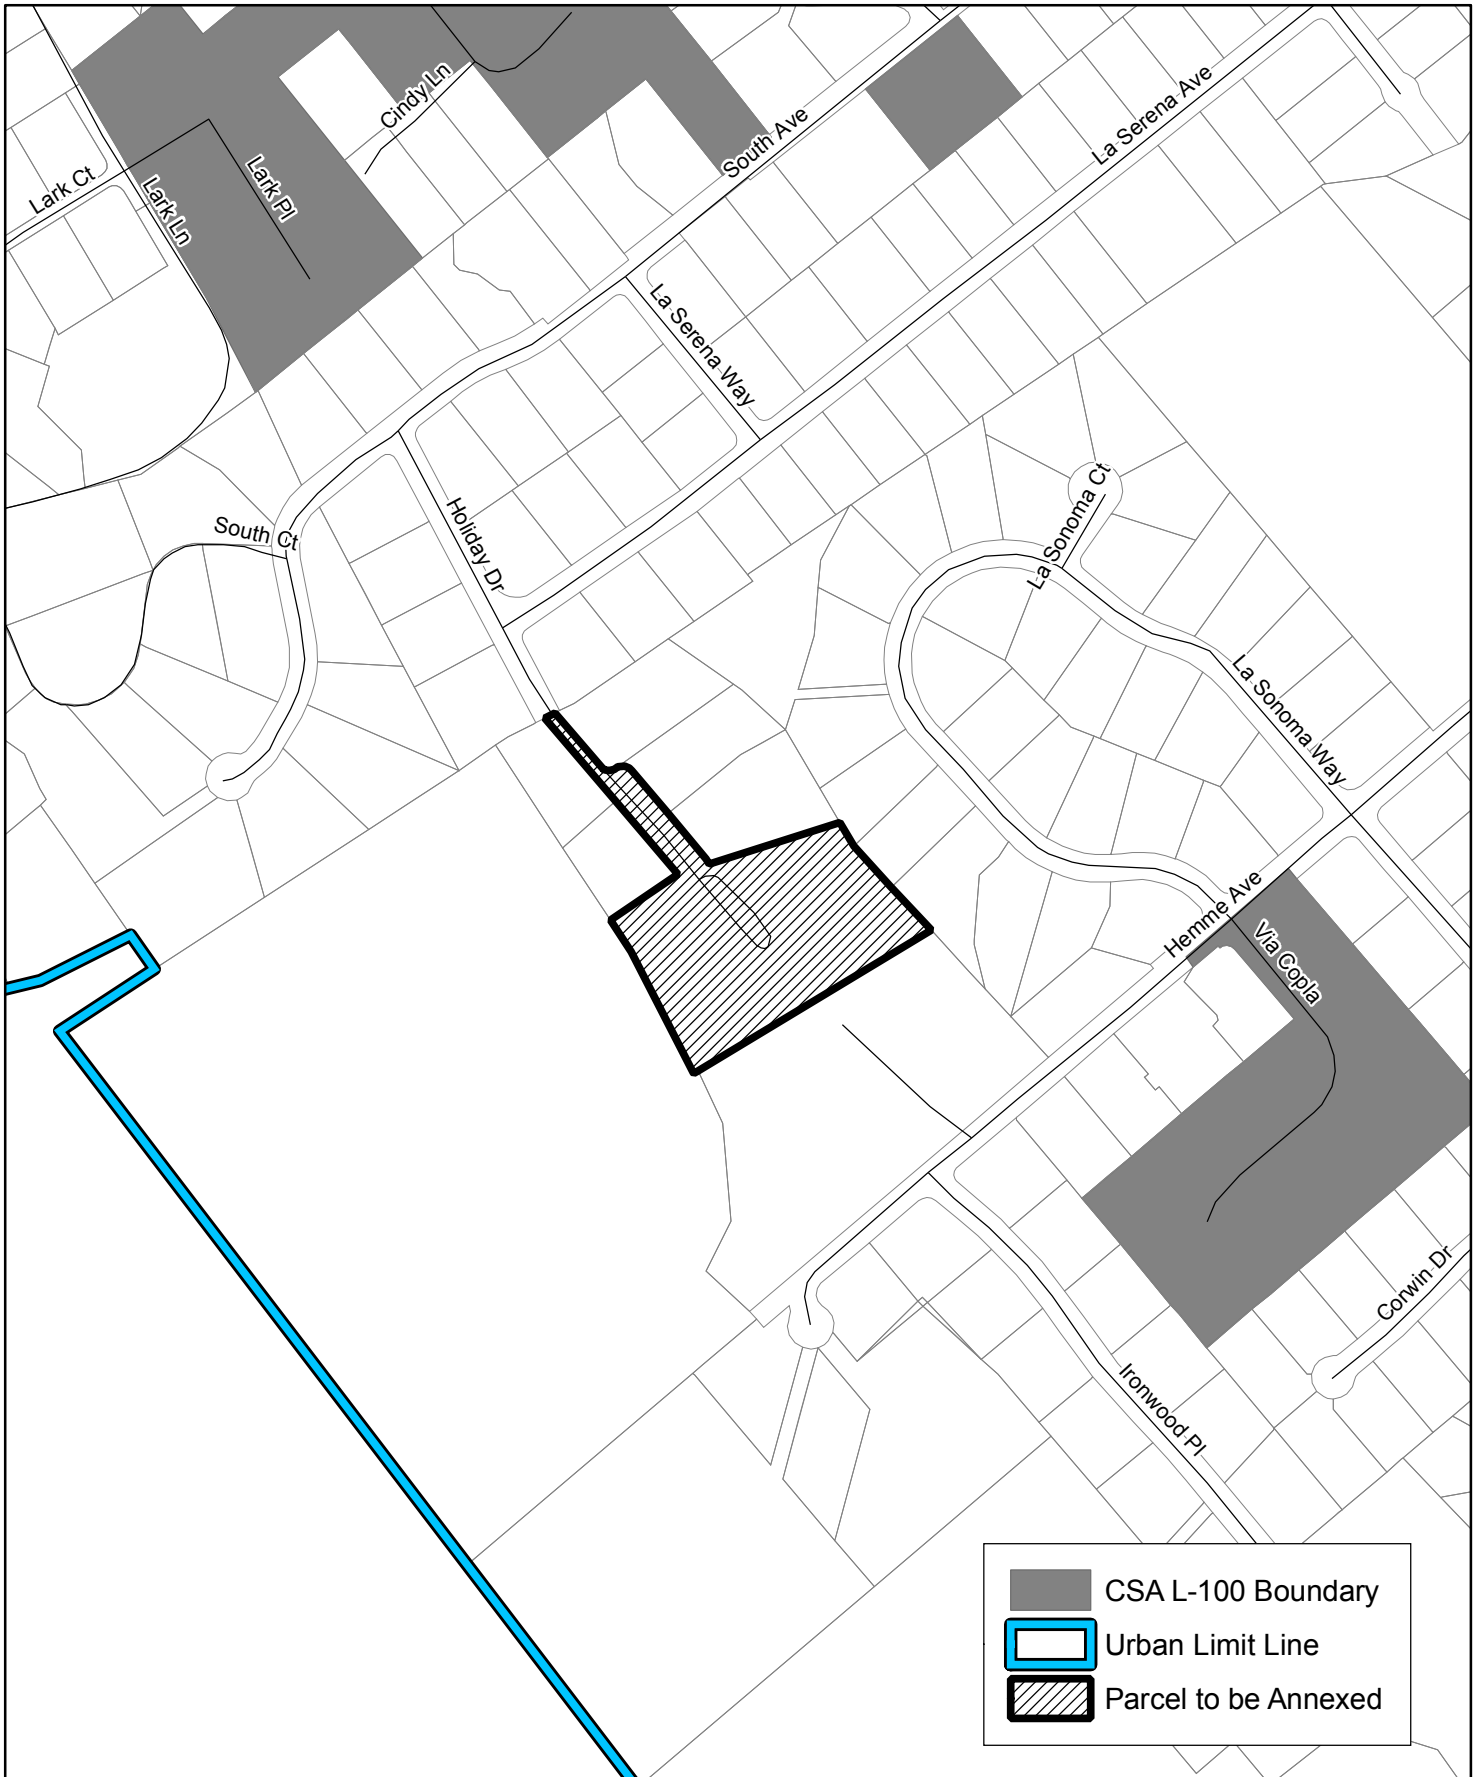 Cindy Ln
South Ave
La Serena Ave
Lark Ct
Lark Ln
Lark Pl
La Serena Way
La Sonoma Ct
Holiday Dr
South Ct
La Sonoma Way
Hemme Ave
Via Copla
Corwin Dr
Ironwood Pl
CSA L-100 Boundary
Urban Limit Line
Parcel to be Annexed